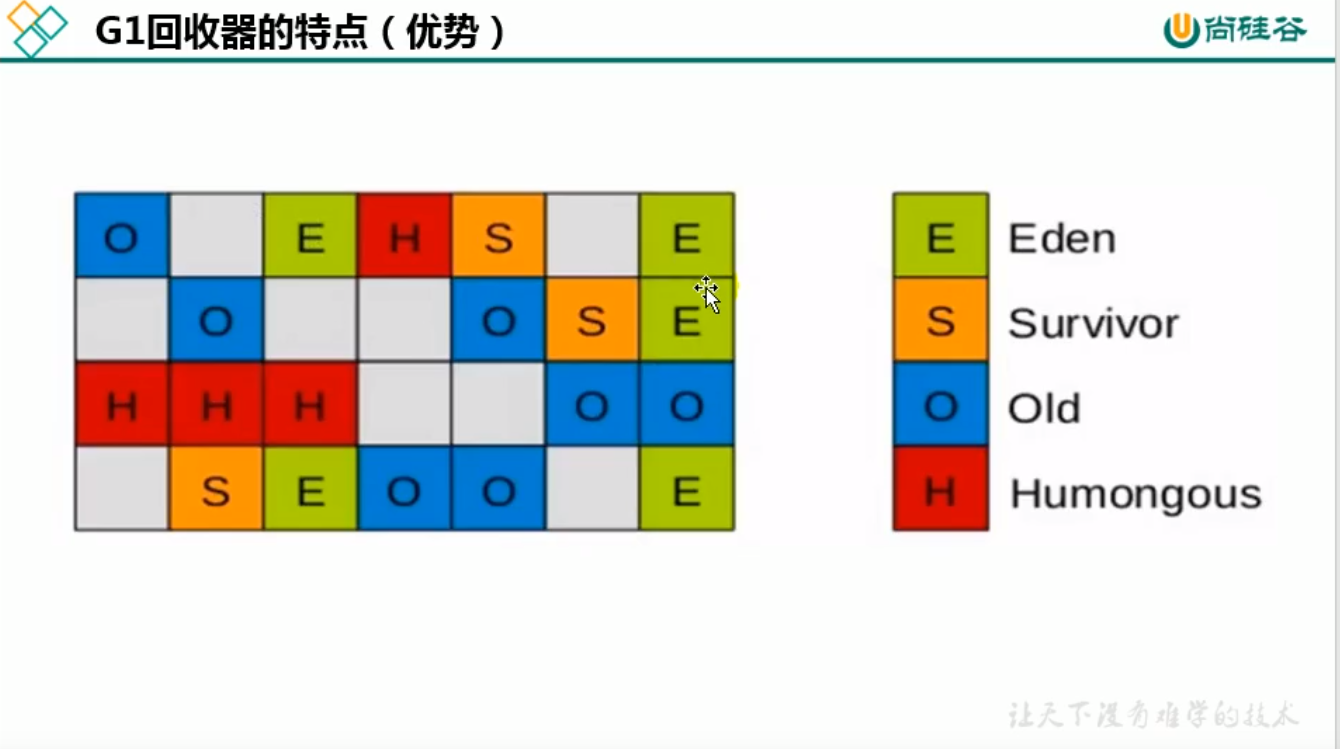 G1回收器的特点（优势）
尚硅谷
O E H S E
O O S E
H H H O O
S E O O E
E Eden
S Survivor
O Old
H Humongous
让天下没有难学的技术